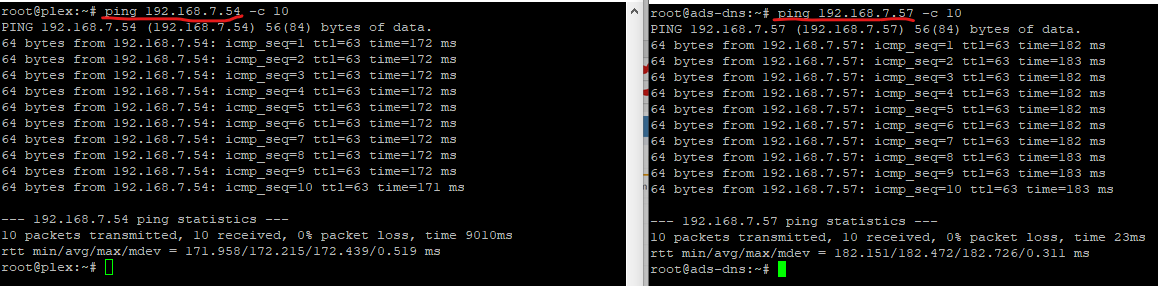 root@plex:~# ping 192.168.7.54 -c 10
PING 192.168.7.54 (192.168.7.54) 56(84) bytes of data.
64 bytes from 192.168.7.54: icmp_seq=1 ttl=63 time=172 ms
64 bytes from 192.168.7.54: icmp_seq=2 ttl=63 time=172 ms
64 bytes from 192.168.7.54: icmp_seq=3 ttl=63 time=172 ms
64 bytes from 192.168.7.54: icmp_seq=4 ttl=63 time=172 ms
64 bytes from 192.168.7.54: icmp_seq=5 ttl=63 time=172 ms
64 bytes from 192.168.7.54: icmp_seq=6 ttl=63 time=172 ms
64 bytes from 192.168.7.54: icmp_seq=7 ttl=63 time=172 ms
64 bytes from 192.168.7.54: icmp_seq=8 ttl=63 time=172 ms
64 bytes from 192.168.7.54: icmp_seq=9 ttl=63 time=172 ms
64 bytes from 192.168.7.54: icmp_seq=10 ttl=63 time=171 ms
--- 192.168.7.54 ping statistics ---
10 packets transmitted, 10 received, 0% packet loss, time 9010ms
rtt min/avg/max/mdev = 171.958/172.215/172.439/0.519 ms
root@plex:~#
root@ads-dns:~# ping 192.168.7.57 -c 10
PING 192.168.7.57 (192.168.7.57) 56(84) bytes of data.
64 bytes from 192.168.7.57: icmp_seq=1 ttl=63 time=182 ms
64 bytes from 192.168.7.57: icmp_seq=2 ttl=63 time=183 ms
64 bytes from 192.168.7.57: icmp_seq=3 ttl=63 time=182 ms
64 bytes from 192.168.7.57: icmp_seq=4 ttl=63 time=182 ms
64 bytes from 192.168.7.57: icmp_seq=5 ttl=63 time=182 ms
64 bytes from 192.168.7.57: icmp_seq=6 ttl=63 time=182 ms
64 bytes from 192.168.7.57: icmp_seq=7 ttl=63 time=182 ms
64 bytes from 192.168.7.57: icmp_seq=8 ttl=63 time=183 ms
64 bytes from 192.168.7.57: icmp_seq=9 ttl=63 time=183 ms
64 bytes from 192.168.7.57: icmp_seq=10 ttl=63 time=183 ms
--- 192.168.7.57 ping statistics ---
10 packets transmitted, 10 received, 0% packet loss, time 23ms
rtt min/avg/max/mdev = 182.151/182.472/182.726/0.311 ms
root@ads-dns:~#